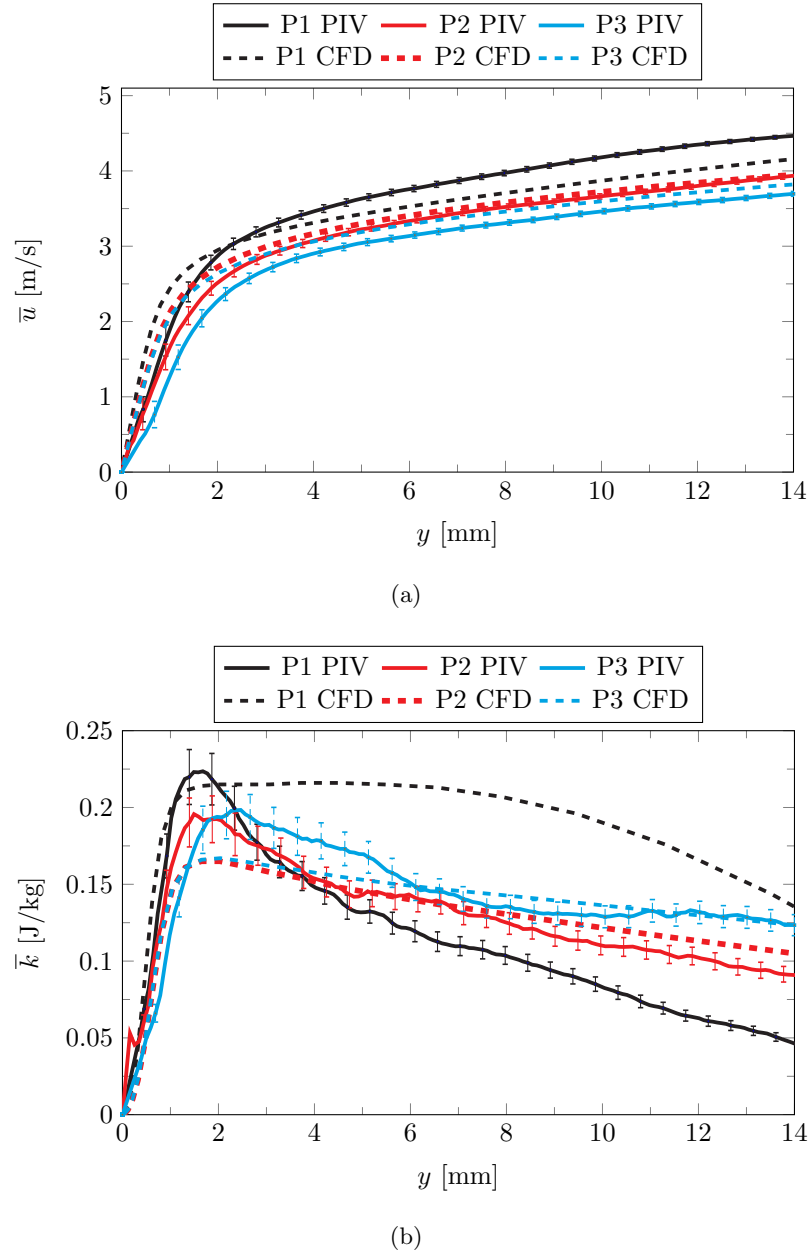 P1 PIV P2 PIV P3 PIV
P1 CFD P2 CFD P3 CFD
5
4
3
2
1
0
u̅ [m/s]
0 2 4 6 8 10 12 14
y [mm]
(a)
P1 PIV P2 PIV P3 PIV
P1 CFD P2 CFD P3 CFD
0.25
0.2
0.15
0.1
0.05
0
k̅ [J/kg]
0 2 4 6 8 10 12 14
y [mm]
(b)